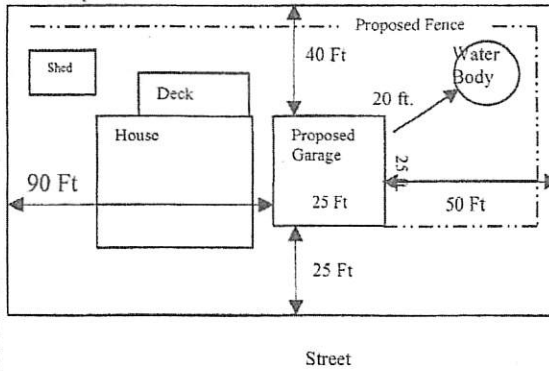 Proposed Fence
Shed
40 Ft
Water
Body
Deck
20 ft.
House
Proposed
Garage
25 ft
90 Ft
25 Ft
50 Ft
25 Ft
Street